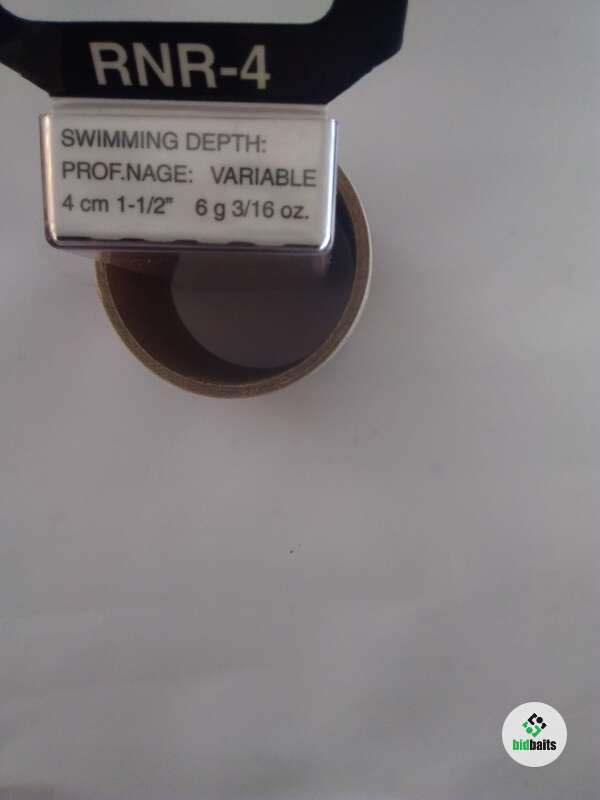 RNR-4
SWIMMING DEPTH:
PROF.NAGE: VARIABLE
4 cm 1-1/2" 6 g 3/16 oz.
bidbaits